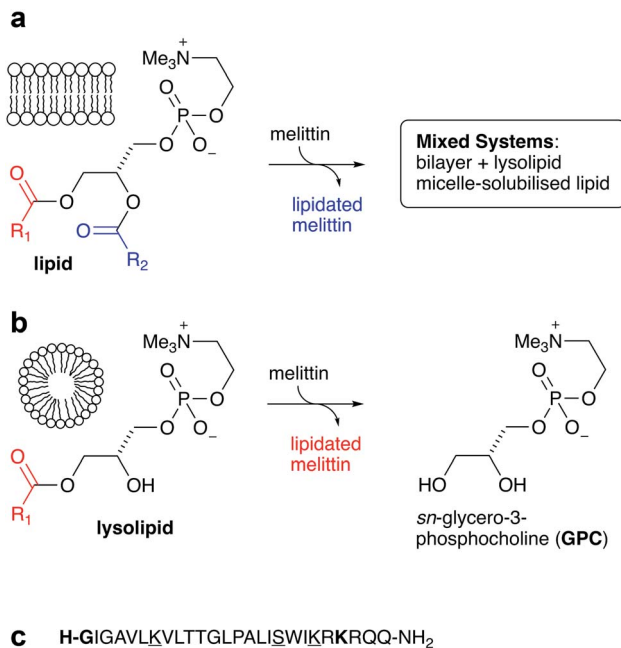 a
Me3N
+
O
P
O
O
O−
melittin
lipidated
melittin
Mixed Systems:
bilayer + lysolipid
micelle-solubilised lipid
O
O
R1
O
O
R2
lipid
b
Me3N
+
O
P
O
O
O−
melittin
lipidated
melittin
O
O
R1
OH
lysolipid
Me3N
+
O
P
O
O
O−
HO
OH
sn-glycero-3-
phosphocholine (GPC)
c H-GIGAVLKVLTTGLPALISWIKRKRQQ-NH2